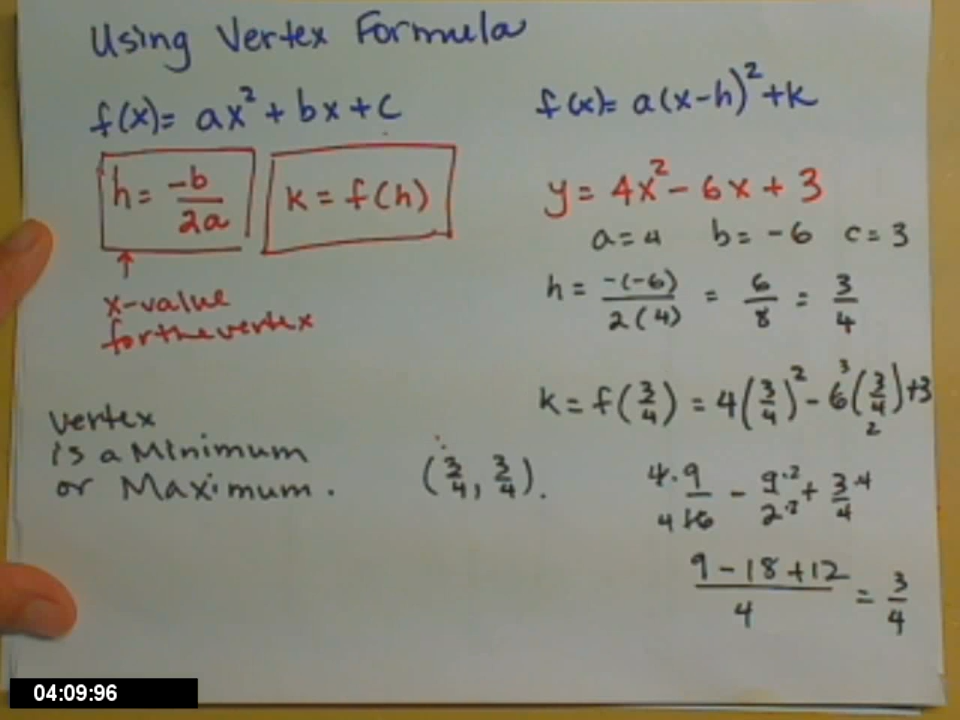 Using Vertex Formula
f(x)= ax² + bx + c
h = -b/2a
k = f(h)
x-value
for the vertex
vertex
is a Minimum
or Maximum.
(3/4, 3/4).
f(x)= a(x-h)² + k
y = 4x² - 6x + 3
a = 4 b = -6 c = 3
h = -(-6)/2(4) = 6/8 = 3/4
k = f(3/4) = 4(3/4)² - 6³(3/4)+3
2
4·9/4 16 - 9·2/2·2 + 3·4/4
9 - 18 + 12/4 = 3/4
04:09:96